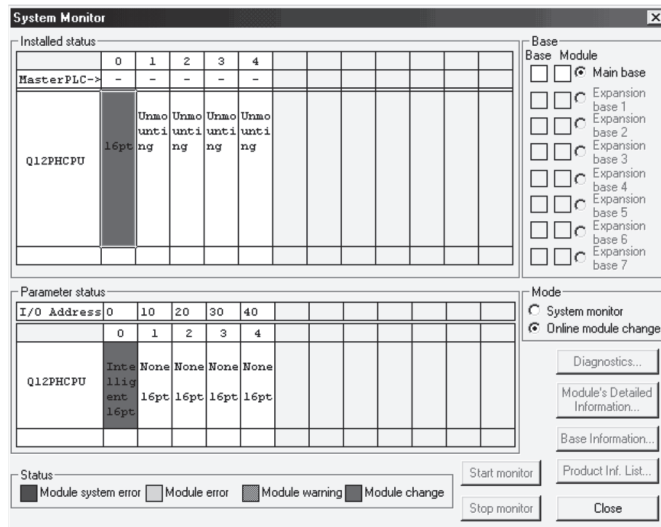 System Monitor
Installed status
0 1 2 3 4
MasterPLC-> - - - - -
Q12PHCPU
16pt
Unmo
unti
ng
Unmo
unti
ng
Unmo
unti
ng
Unmo
unti
ng
Base
Base Module
Main base
Expansion
base 1
Expansion
base 2
Expansion
base 3
Expansion
base 4
Expansion
base 5
Expansion
base 6
Expansion
base 7
Parameter status
I/O Address 0 10 20 30 40
0 1 2 3 4
Q12PHCPU
Inte
llig
ent
16pt
None
16pt
None
16pt
None
16pt
None
16pt
Mode
System monitor
Online module change
Diagnostics...
Module's Detailed
Information...
Base Information...
Product Inf. List...
Close
Start monitor
Stop monitor
Status
Module system error Module error Module warning Module change